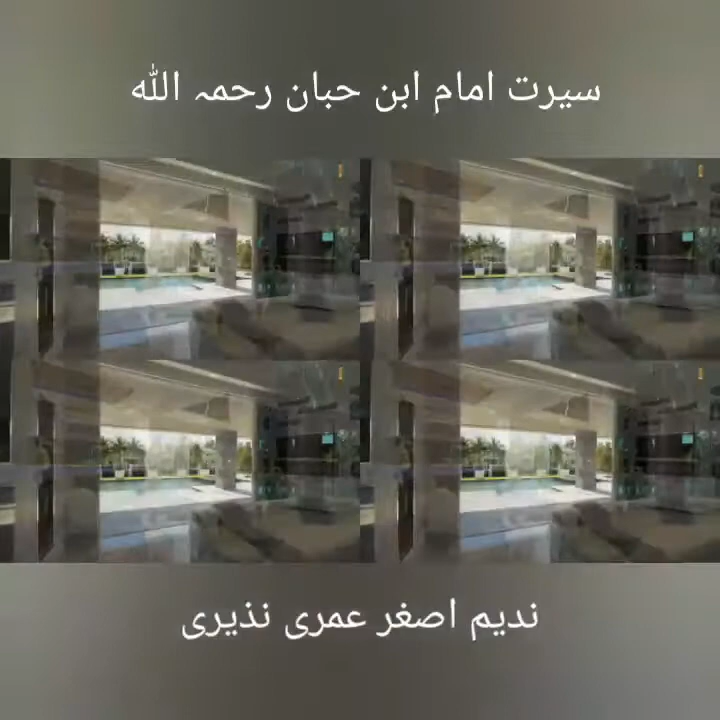 سیرت امام ابن حبان رحمہ اللہ
ندیم اصغر عمری نذیری